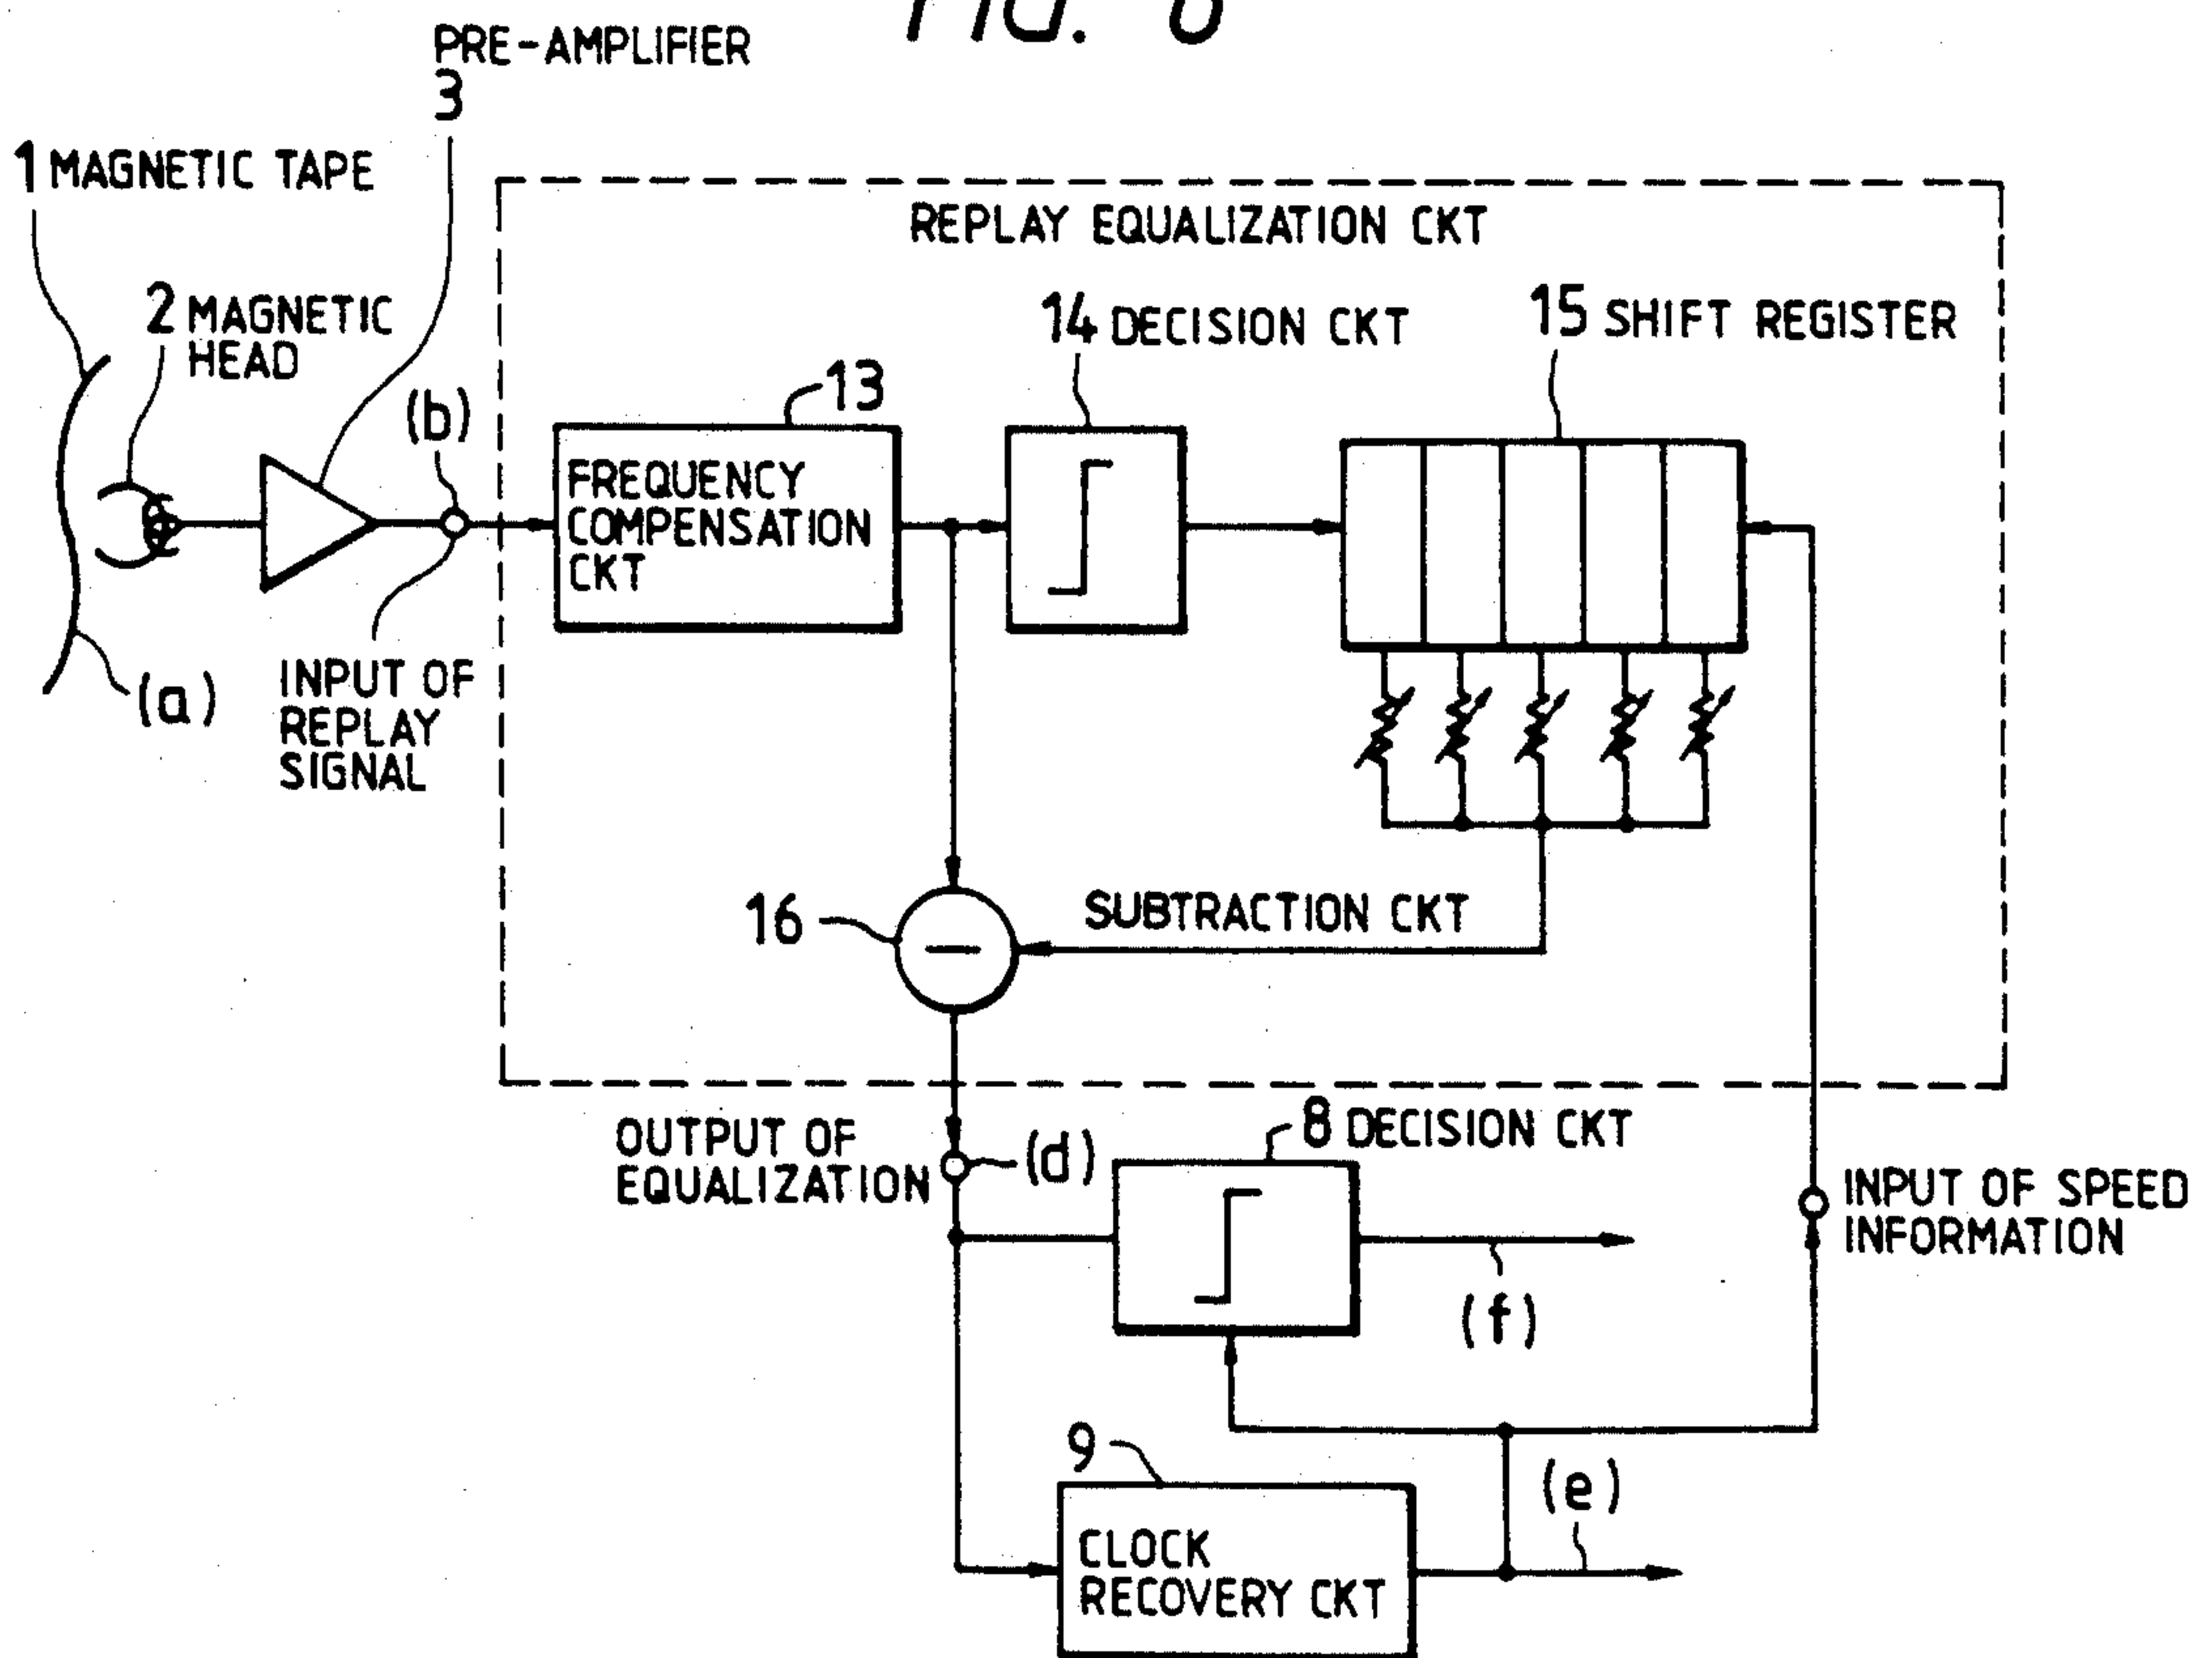 FIG. 6
PRE-AMPLIFIER
3
1 MAGNETIC TAPE
REPLAY EQUALIZATION CKT
2 MAGNETIC
HEAD
14 DECISION CKT
15 SHIFT REGISTER
13
(b)
FREQUENCY
COMPENSATION
CKT
(a)
INPUT OF
REPLAY
SIGNAL
16
SUBTRACTION CKT
OUTPUT OF
EQUALIZATION
(d)
8 DECISION CKT
INPUT OF SPEED
INFORMATION
(f)
9
(e)
CLOCK
RECOVERY CKT